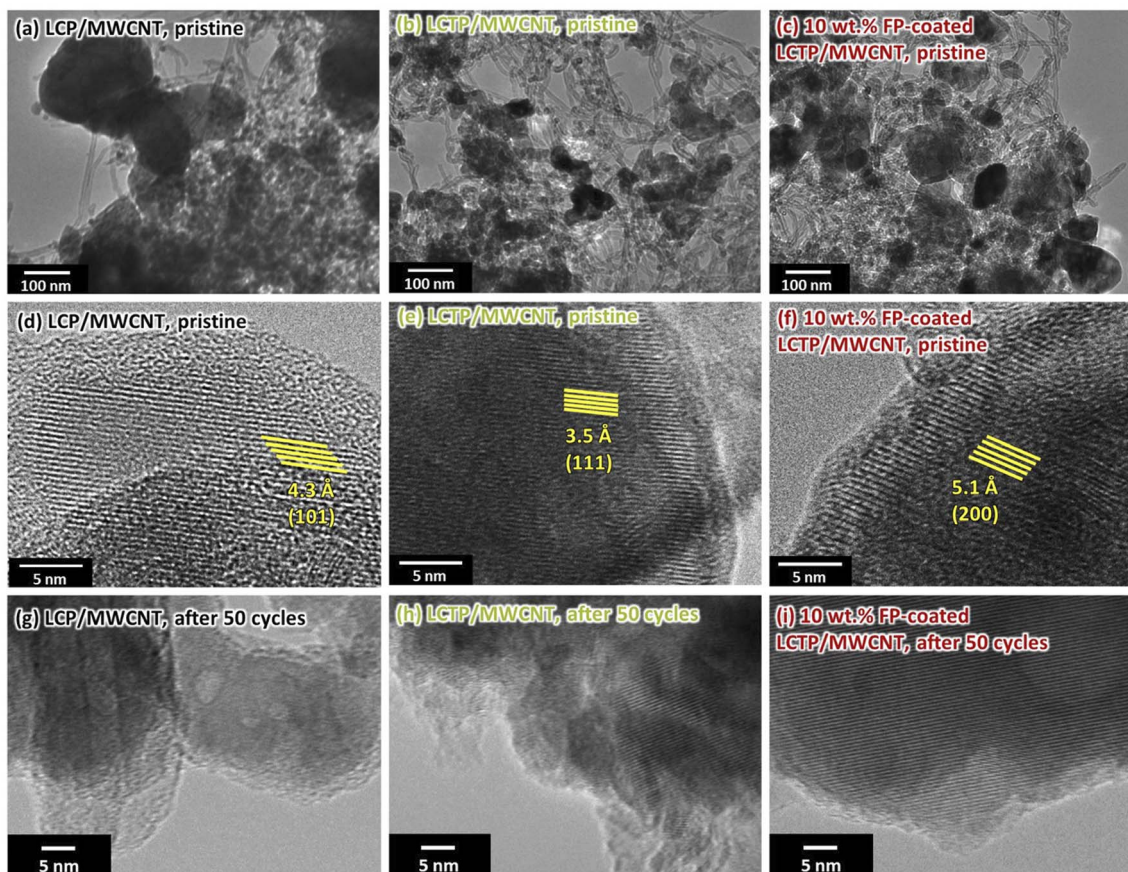 (a) LCP/MWCNT, pristine
100 nm
(b) LCTP/MWCNT, pristine
100 nm
(c) 10 wt.% FP-coated
LCTP/MWCNT, pristine
100 nm
(d) LCP/MWCNT, pristine
4.3 Å
(101)
5 nm
(e) LCTP/MWCNT, pristine
3.5 Å
(111)
5 nm
(f) 10 wt.% FP-coated
LCTP/MWCNT, pristine
5.1 Å
(200)
5 nm
(g) LCP/MWCNT, after 50 cycles
5 nm
(h) LCTP/MWCNT, after 50 cycles
5 nm
(i) 10 wt.% FP-coated
LCTP/MWCNT, after 50 cycles
5 nm